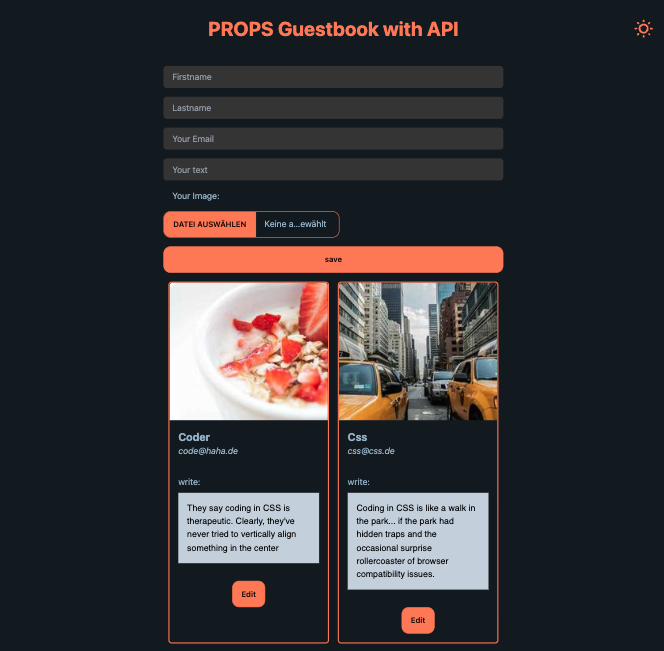 PROPS Guestbook with API
Firstname
Lastname
Your Email
Your text
Your Image:
DATEI AUSWÄHLEN Keine a...ewählt
save
Coder
code@haha.de
write:
They say coding in CSS is
therapeutic. Clearly, they've
never tried to vertically align
something in the center
Edit
Css
css@css.de
write:
Coding in CSS is like a walk in
the park... if the park had
hidden traps and the
occasional surprise
rollercoaster of browser
compatibility issues.
Edit